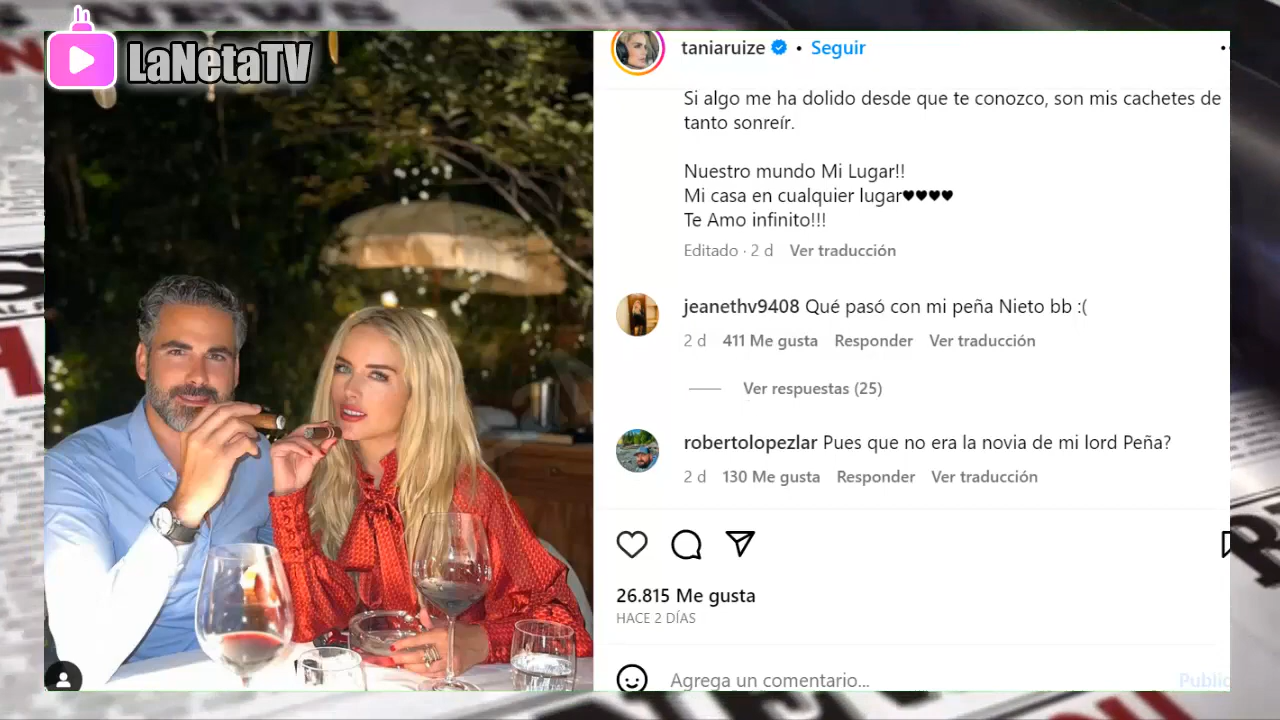 LaNetaTV
taniaruize • Seguir
Si algo me ha dolido desde que te conozco, son mis cachetes de
tanto sonreír.
Nuestro mundo Mi Lugar!!
Mi casa en cualquier lugar♥♥♥♥
Te Amo infinito!!!
Editado · 2 d Ver traducción
jeanethv9408 Qué pasó con mi peña Nieto bb :(
2 d 411 Me gusta Responder Ver traducción
Ver respuestas (25)
robertolopezlar Pues que no era la novia de mi lord Peña?
2 d 130 Me gusta Responder Ver traducción
26.815 Me gusta
HACE 2 DÍAS
Agrega un comentario...
Public